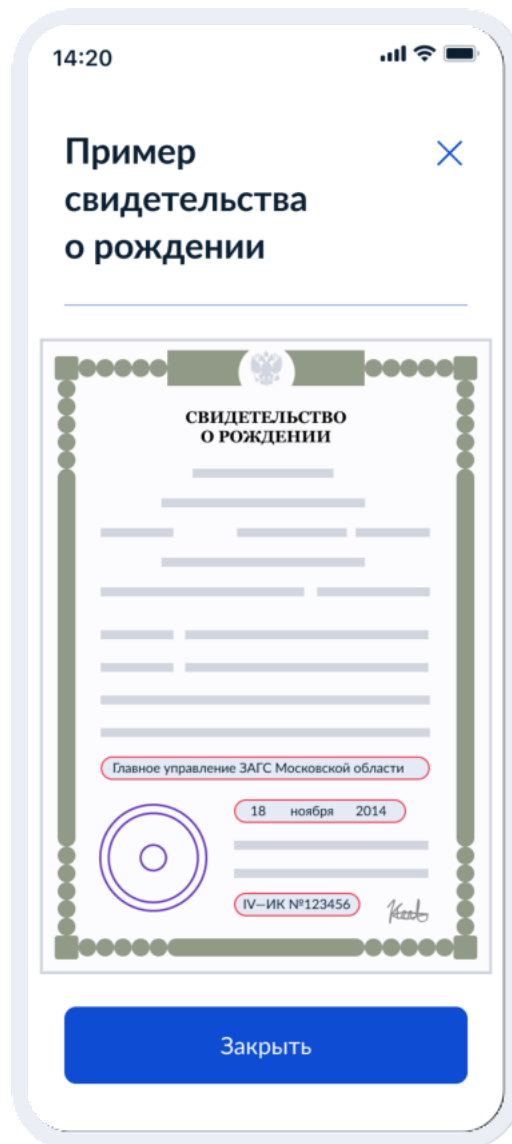 14:20
Пример
свидетельства
о рождении
СВИДЕТЕЛЬСТВО
О РОЖДЕНИИ
Главное управление ЗАГС Московской области
18 ноября 2014
IV–ИК №123456
Закрыть